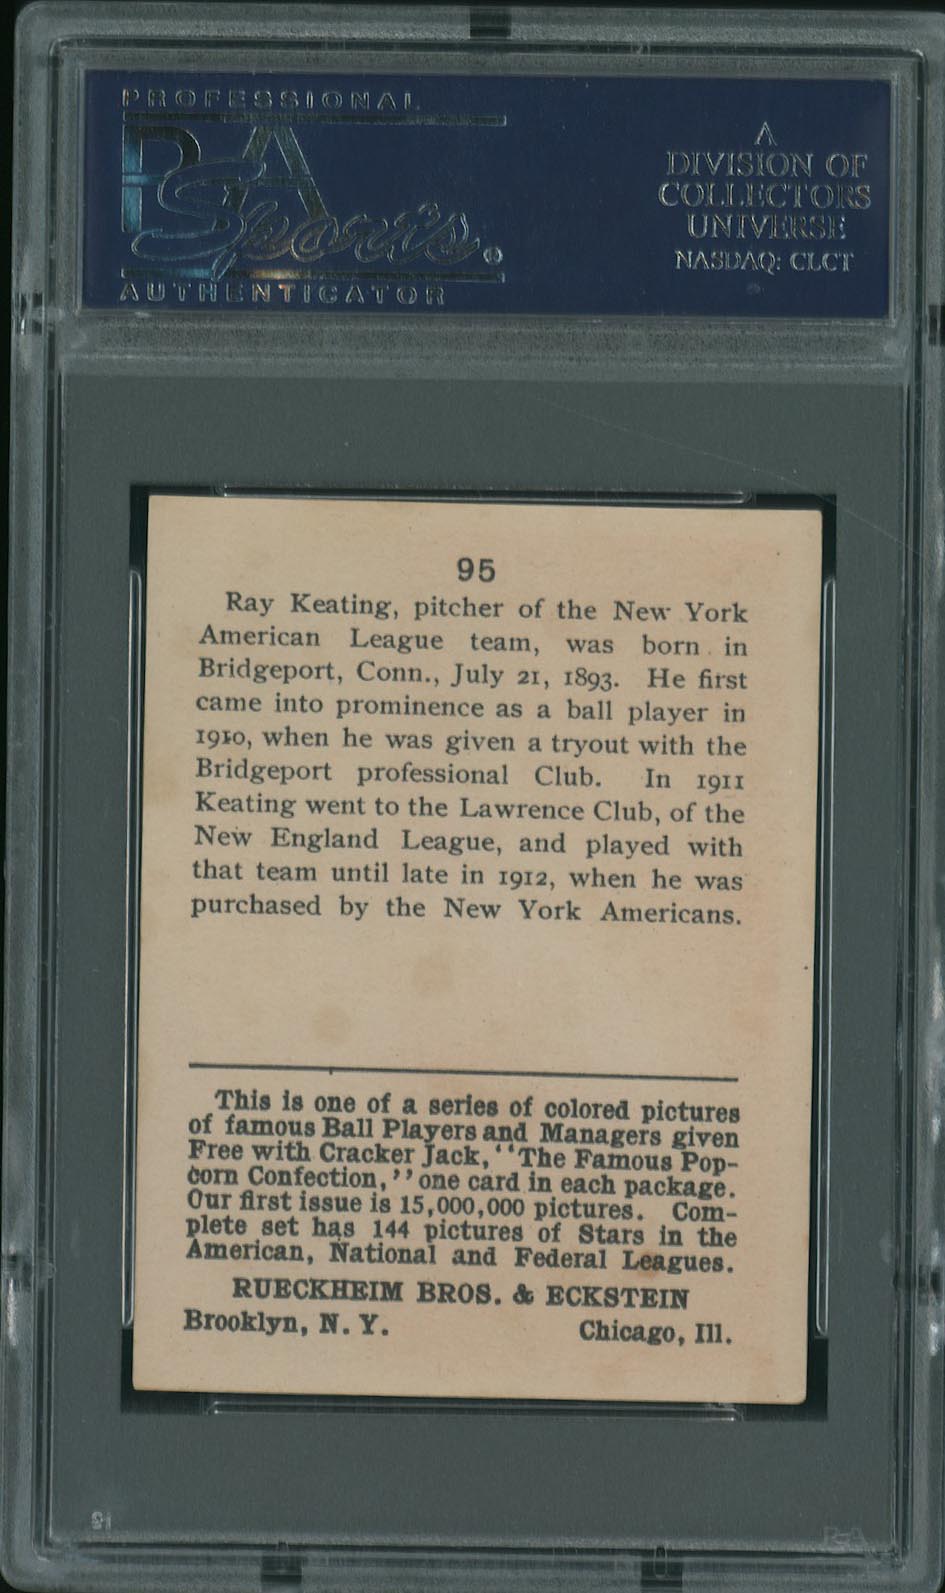 PROFESSIONAL
PSA
Sports®
AUTHENTICATOR
A
DIVISION OF
COLLECTORS
UNIVERSE
NASDAQ: CLCT
95
Ray Keating, pitcher of the New York
American League team, was born in
Bridgeport, Conn., July 21, 1893. He first
came into prominence as a ball player in
1910, when he was given a tryout with the
Bridgeport professional Club. In 1911
Keating went to the Lawrence Club, of the
New England League, and played with
that team until late in 1912, when he was
purchased by the New York Americans.
This is one of a series of colored pictures
of famous Ball Players and Managers given
Free with Cracker Jack, "The Famous Pop-
corn Confection," one card in each package.
Our first issue is 15,000,000 pictures. Com-
plete set has 144 pictures of Stars in the
American, National and Federal Leagues.
RUECKHEIM BROS. & ECKSTEIN
Brooklyn, N. Y. Chicago, Ill.
PSA